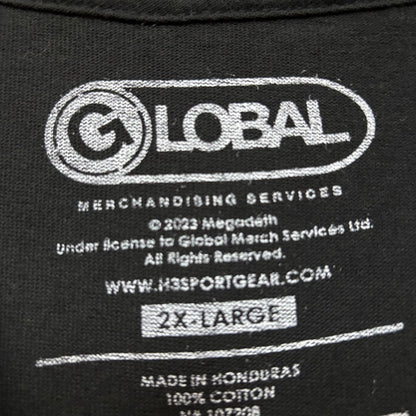 GLOBAL
MERCHANDISING SERVICES
© 2023 Megadeth
Under license to Global Merch Services Ltd.
All Rights Reserved.
WWW.H3SPORTGEAR.COM
2X-LARGE
MADE IN HONDURAS
100% COTTON